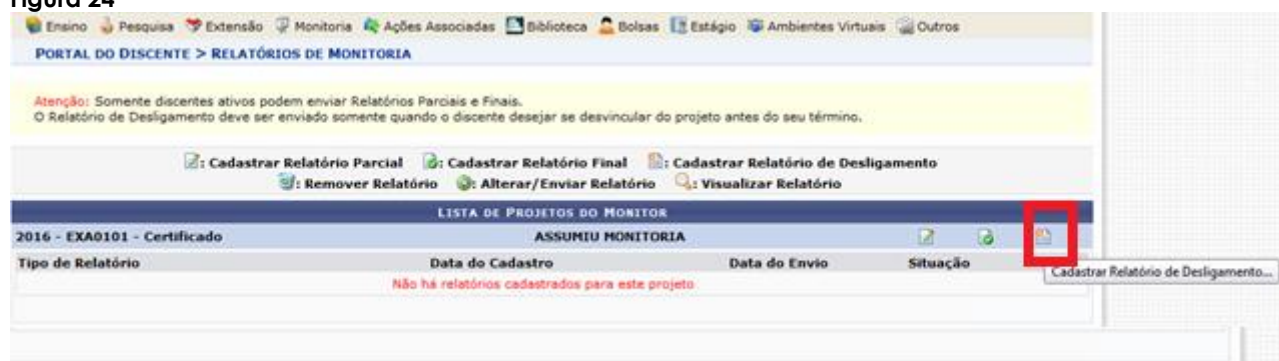 Figura 24
Ensino Pesquisa Extensão Monitoria Ações Associadas Biblioteca Bolsas Estágio Ambientes Virtuais Outros
PORTAL DO DISCENTE > RELATÓRIOS DE MONITORIA
Atenção: Somente discentes ativos podem enviar Relatórios Parciais e Finais.
O Relatório de Desligamento deve ser enviado somente quando o discente desejar se desvincular do projeto antes do seu término.
: Cadastrar Relatório Parcial : Cadastrar Relatório Final : Cadastrar Relatório de Desligamento
: Remover Relatório : Alterar/Enviar Relatório : Visualizar Relatório
LISTA DE PROJETOS DO MONITOR
2016 - EXA0101 - Certificado ASSUMIU MONITORIA
Tipo de Relatório Data do Cadastro Data do Envio Situação
Cadastrar Relatório de Desligamento...
Não há relatórios cadastrados para este projeto